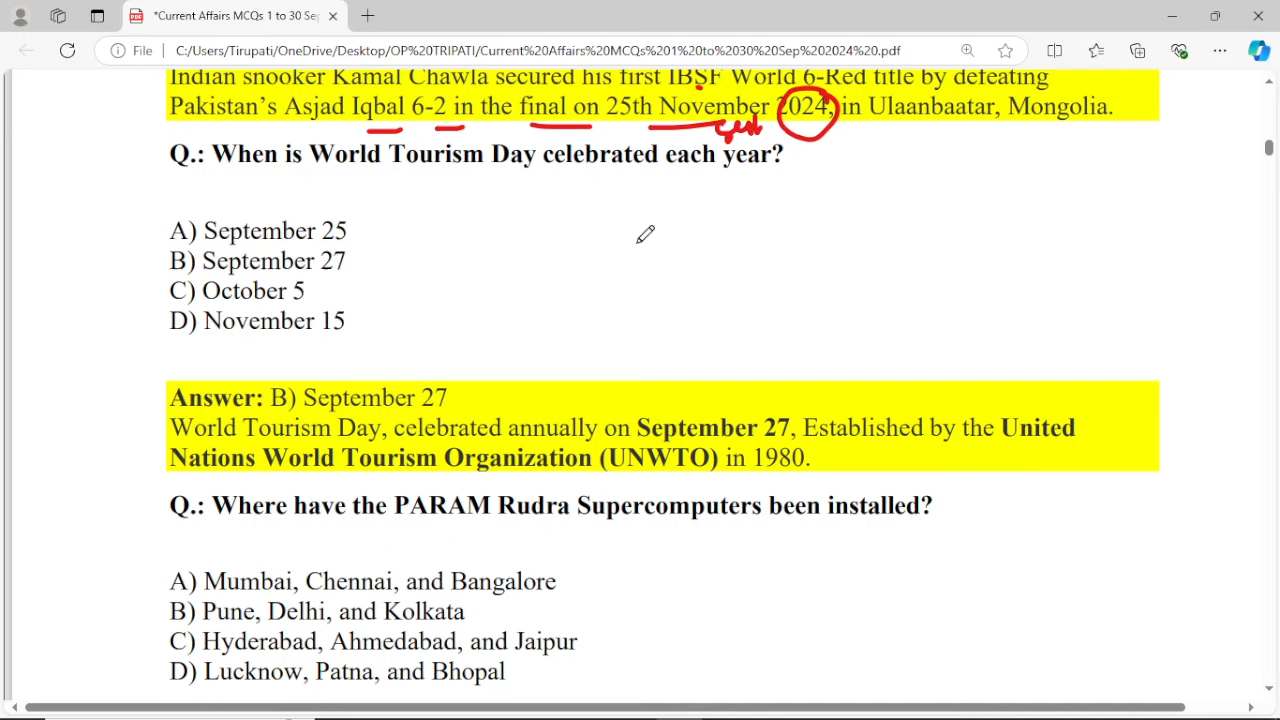 *Current Affairs MCQs 1 to 30 Sep
File
C:/Users/Tirupati/OneDrive/Desktop/OP%20TRIPATI/Current%20Affairs%20MCQs%201%20to%2030%20Sep%202024%20.pdf
Indian snooker Kamal Chawla secured his first IBSF World 6-Red title by defeating
Pakistan’s Asjad Iqbal 6-2 in the final on 25th November 2024, in Ulaanbaatar, Mongolia.
Q.: When is World Tourism Day celebrated each year?
A) September 25
B) September 27
C) October 5
D) November 15
Answer: B) September 27
World Tourism Day, celebrated annually on September 27, Established by the United
Nations World Tourism Organization (UNWTO) in 1980.
Q.: Where have the PARAM Rudra Supercomputers been installed?
A) Mumbai, Chennai, and Bangalore
B) Pune, Delhi, and Kolkata
C) Hyderabad, Ahmedabad, and Jaipur
D) Lucknow, Patna, and Bhopal